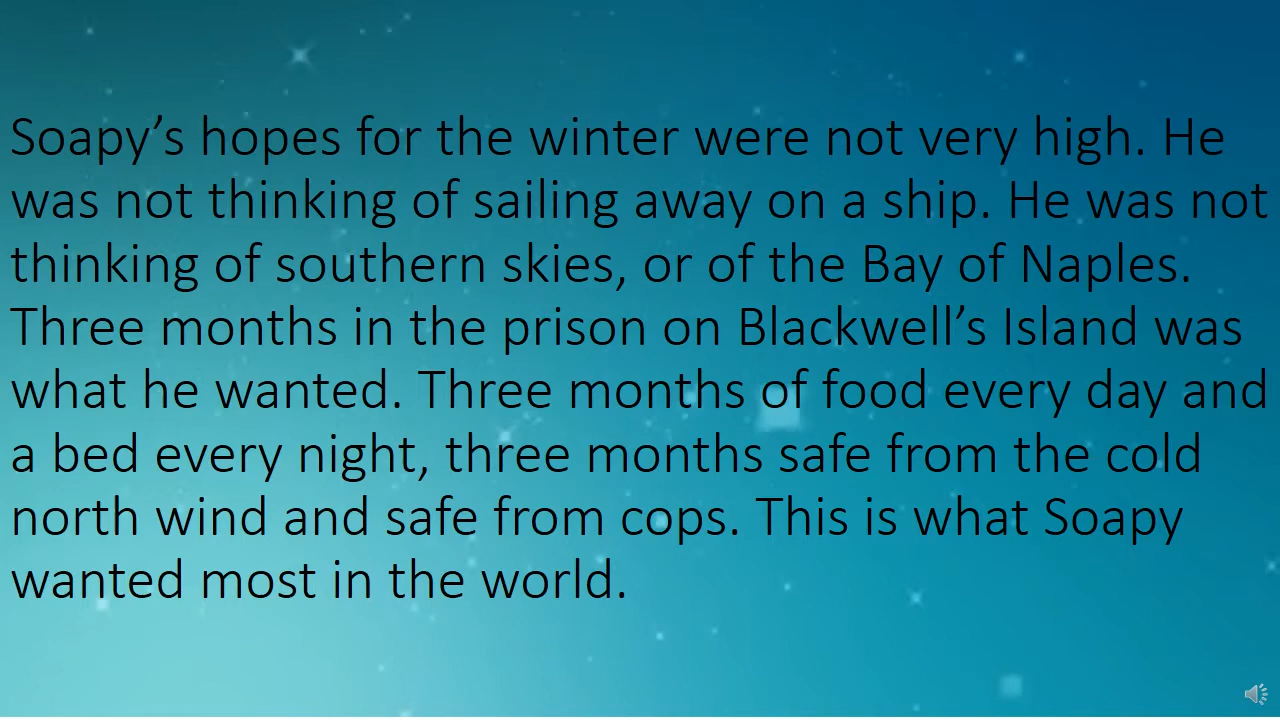 Soapy’s hopes for the winter were not very high. He
was not thinking of sailing away on a ship. He was not
thinking of southern skies, or of the Bay of Naples.
Three months in the prison on Blackwell’s Island was
what he wanted. Three months of food every day and
a bed every night, three months safe from the cold
north wind and safe from cops. This is what Soapy
wanted most in the world.